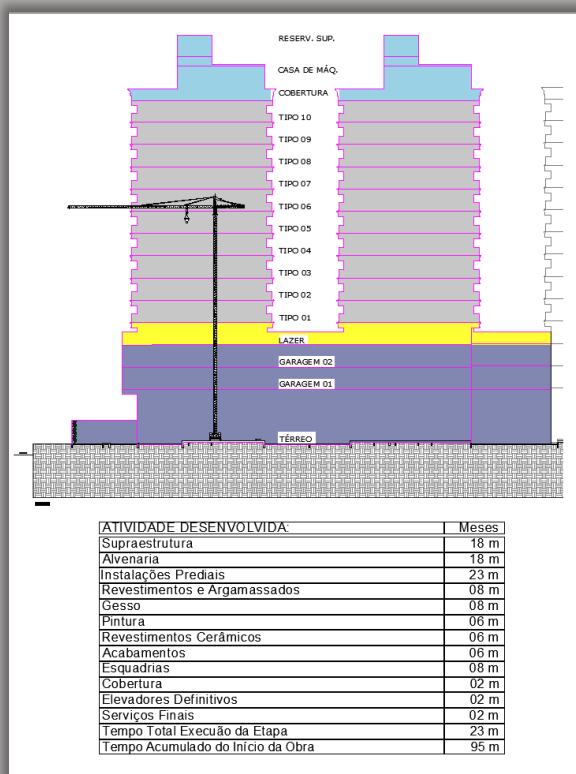 RESERV. SUP.
CASA DE MÁQ.
COBERTURA
TIPO 10
TIPO 09
TIPO 08
TIPO 07
TIPO 06
TIPO 05
TIPO 04
TIPO 03
TIPO 02
TIPO 01
LAZER
GARAGEM 02
GARAGEM 01
TÉRREO
ATIVIDADE DESENVOLVIDA: Meses
Supraestrutura 18 m
Alvenaria 18 m
Instalações Prediais 23 m
Revestimentos e Argamassados 08 m
Gesso 08 m
Pintura 06 m
Revestimentos Cerâmicos 06 m
Acabamentos 06 m
Esquadrias 08 m
Cobertura 02 m
Elevadores Definitivos 02 m
Serviços Finais 02 m
Tempo Total Execuão da Etapa 23 m
Tempo Acumulado do Início da Obra 95 m